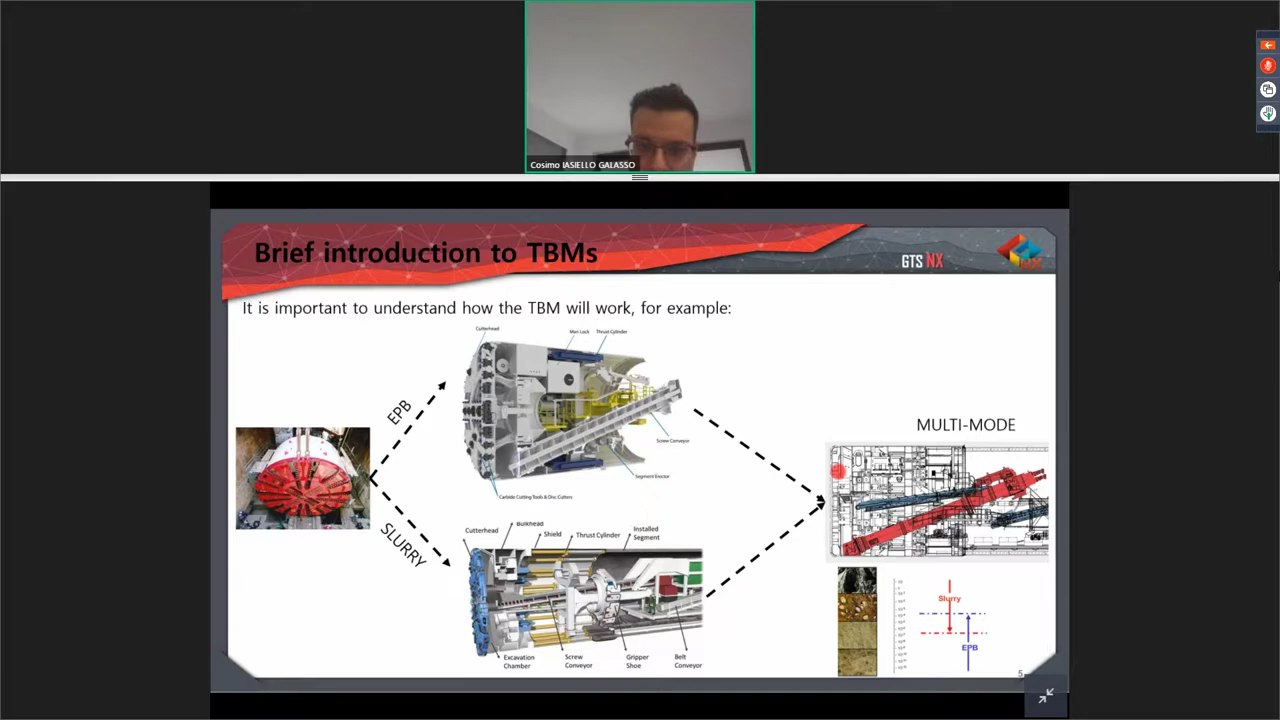 Cosimo IASIELLO GALASSO
Brief introduction to TBMs
GTS NX
It is important to understand how the TBM will work, for example:
Cutterhead
Man Lock
Thrust Cylinder
EPB
Screw Conveyor
Segment Erector
Carbide Cutting Tools & Disc Cutters
MULTI-MODE
SLURRY
Cutterhead
Bulkhead
Shield
Thrust Cylinder
Installed
Segment
Excavation
Chamber
Screw
Conveyor
Gripper
Shoe
Belt
Conveyor
Slurry
EPB
5